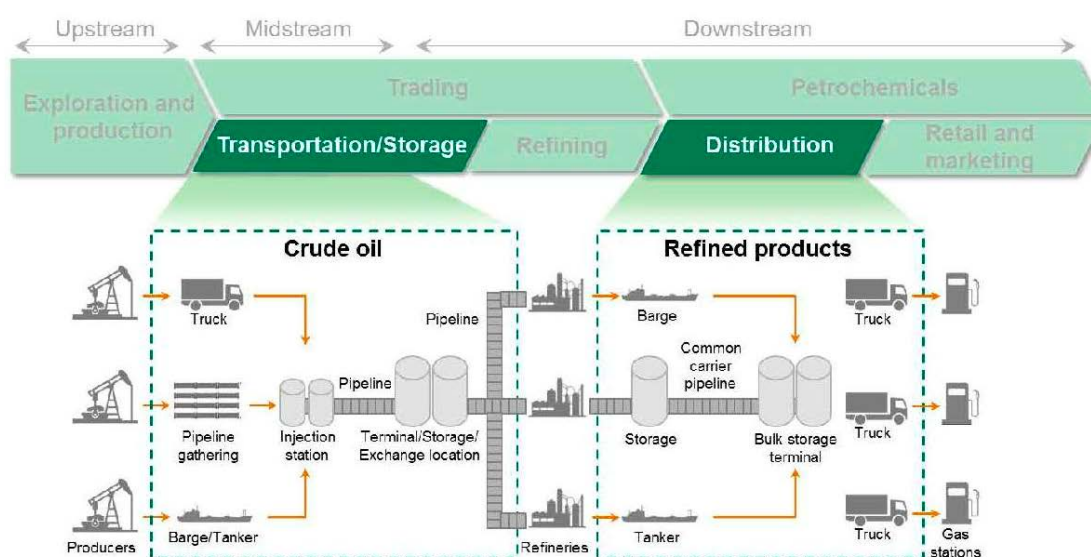 Upstream
Midstream
Downstream
Exploration and
production
Trading
Petrochemicals
Transportation/Storage
Refining
Distribution
Retail and
marketing
Crude oil
Refined products
Truck
Pipeline
Barge
Truck
Pipeline
Common
carrier
pipeline
Pipeline
gathering
Injection
station
Terminal/Storage/
Exchange location
Storage
Bulk storage
terminal
Truck
Producers
Barge/Tanker
Refineries
Tanker
Truck
Gas
stations